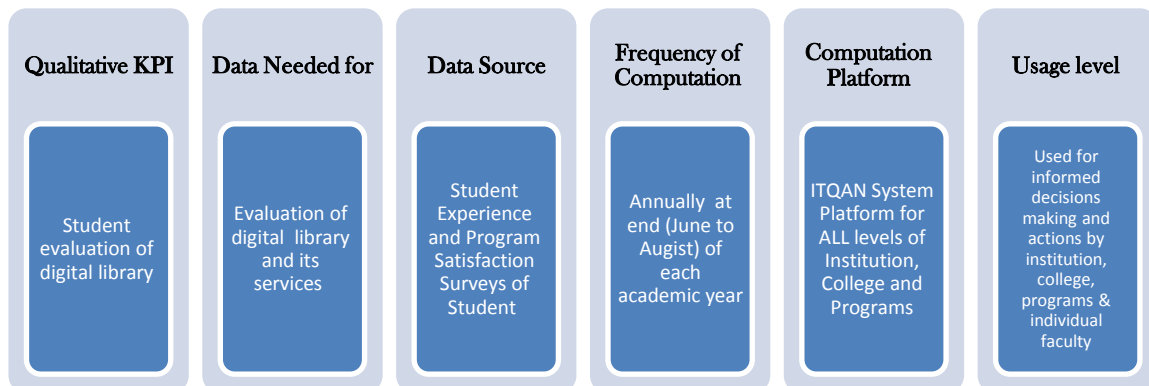 Qualitative KPI
Student
evaluation of
digital library
Data Needed for
Evaluation of
digital library
and its
services
Data Source
Student
Experience
and Program
Satisfaction
Surveys of
Student
Frequency of
Computation
Annually at
end (June to
Augist) of
each
academic year
Computation
Platform
ITQAN System
Platform for
ALL levels of
Institution,
College and
Programs
Usage level
Used for
informed
decisions
making and
actions by
institution,
college,
programs &
individual
faculty